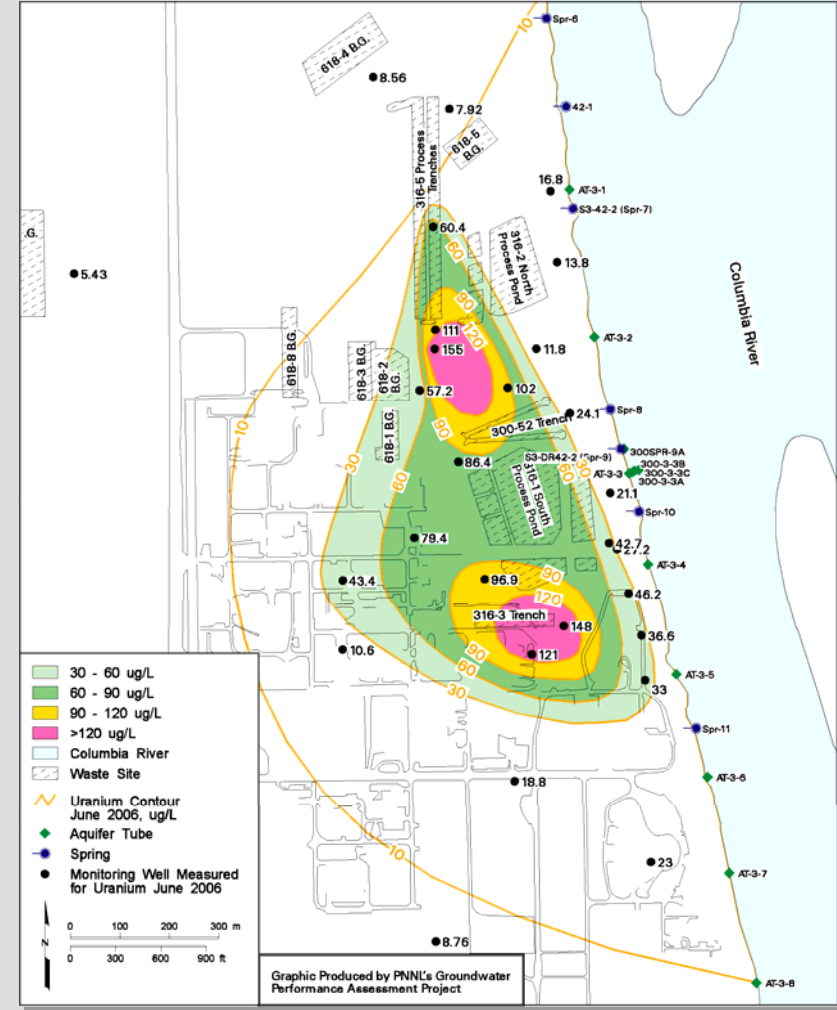 10
Spr-6
618-4 B.G.
8.56
42-1
7.92
618-5
B.G.
316-5 Process
Trenches
16.8
AT-3-1
S3-42-2 (Spr-7)
.G.
60.4
60
316-2 North
Process Pond
13.8
5.43
Columbia River
90
120
111
AT-3-2
155
11.8
618-8 B.G.
618-3 B.G.
618-2
B.G.
57.2
102
24.1
Spr-8
300-52 Trench
10
90
618-1 B.G.
30
86.4
S3-DR42-2 (Spr-9)
300SPR-9A
300-3-3B
300-3-3C
300-3-3A
AT-3-3
30
60
60
316-1 South
Process Pond
21.1
Spr-10
79.4
42.7
27.2
AT-3-4
43.4
96.9
90
120
46.2
316-3 Trench
148
36.6
10.6
90
121
60
AT-3-5
30
33
Spr-11
30 - 60 ug/L
60 - 90 ug/L
90 - 120 ug/L
>120 ug/L
Columbia River
Waste Site
Uranium Contour
June 2006, ug/L
Aquifer Tube
Spring
Monitoring Well Measured
for Uranium June 2006
18.8
AT-3-6
10
23
AT-3-7
N
0 100 200 300 m
0 300 600 900 ft
8.76
Graphic Produced by PNNL's Groundwater
Performance Assessment Project
AT-3-8